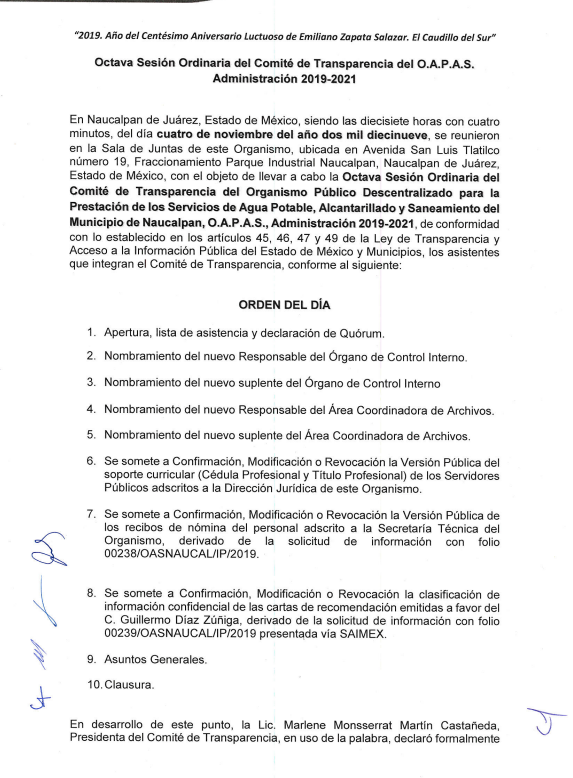 “2019. Año del Centésimo Aniversario Luctuoso de Emiliano Zapata Salazar. El Caudillo del Sur”
Octava Sesión Ordinaria del Comité de Transparencia del O.A.P.A.S.
Administración 2019-2021
En Naucalpan de Juárez, Estado de México, siendo las diecisiete horas con cuatro
minutos, del día cuatro de noviembre del año dos mil diecinueve, se reunieron
en la Sala de Juntas de este Organismo, ubicada en Avenida San Luis Tlatilco
número 19, Fraccionamiento Parque Industrial Naucalpan, Naucalpan de Juárez,
Estado de México, con el objeto de llevar a cabo la Octava Sesión Ordinaria del
Comité de Transparencia del Organismo Público Descentralizado para la
Prestación de los Servicios de Agua Potable, Alcantarillado y Saneamiento del
Municipio de Naucalpan, O.A.P.A.S., Administración 2019-2021, de conformidad
con lo establecido en los artículos 45, 46, 47 y 49 de la Ley de Transparencia y
Acceso a la Información Pública del Estado de México y Municipios, los asistentes
que integran el Comité de Transparencia, conforme al siguiente:
ORDEN DEL DÍA
1. Apertura, lista de asistencia y declaración de Quórum.
2. Nombramiento del nuevo Responsable del Órgano de Control Interno.
3. Nombramiento del nuevo suplente del Órgano de Control Interno
4. Nombramiento del nuevo Responsable del Área Coordinadora de Archivos.
5. Nombramiento del nuevo suplente del Área Coordinadora de Archivos.
6. Se somete a Confirmación, Modificación o Revocación la Versión Pública del
soporte curricular (Cédula Profesional y Título Profesional) de los Servidores
Públicos adscritos a la Dirección Jurídica de este Organismo.
7. Se somete a Confirmación, Modificación o Revocación la Versión Pública de
los recibos de nómina del personal adscrito a la Secretaría Técnica del
Organismo, derivado de la solicitud de información con folio
00238/OASNAUCAL/IP/2019.
8. Se somete a Confirmación, Modificación o Revocación la clasificación de
información confidencial de las cartas de recomendación emitidas a favor del
C. Guillermo Díaz Zúñiga, derivado de la solicitud de información con folio
00239/OASNAUCAL/IP/2019 presentada vía SAIMEX.
9. Asuntos Generales.
10. Clausura.
En desarrollo de este punto, la Lic. Marlene Monsserrat Martín Castañeda,
Presidenta del Comité de Transparencia, en uso de la palabra, declaró formalmente